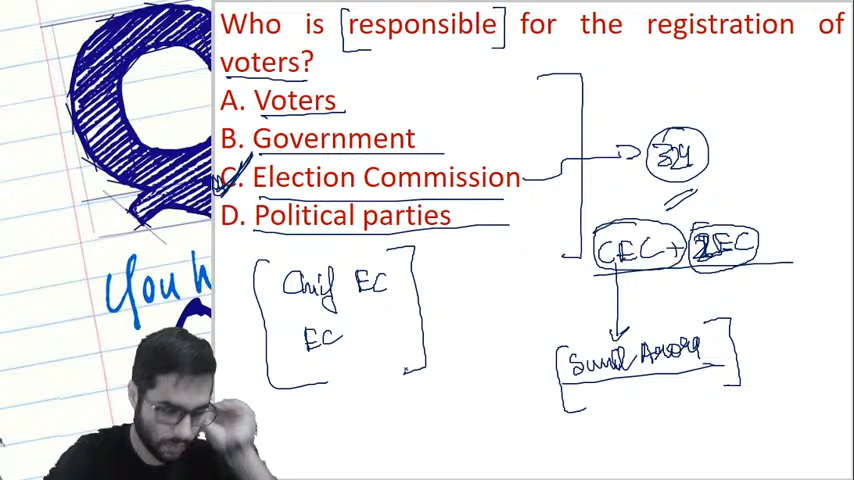 Who is [responsible] for the registration of
voters?
A. Voters
B. Government
C. Election Commission
D. Political parties
324
CEC + 2EC
Chief EC
EC
Sunil Arora
You